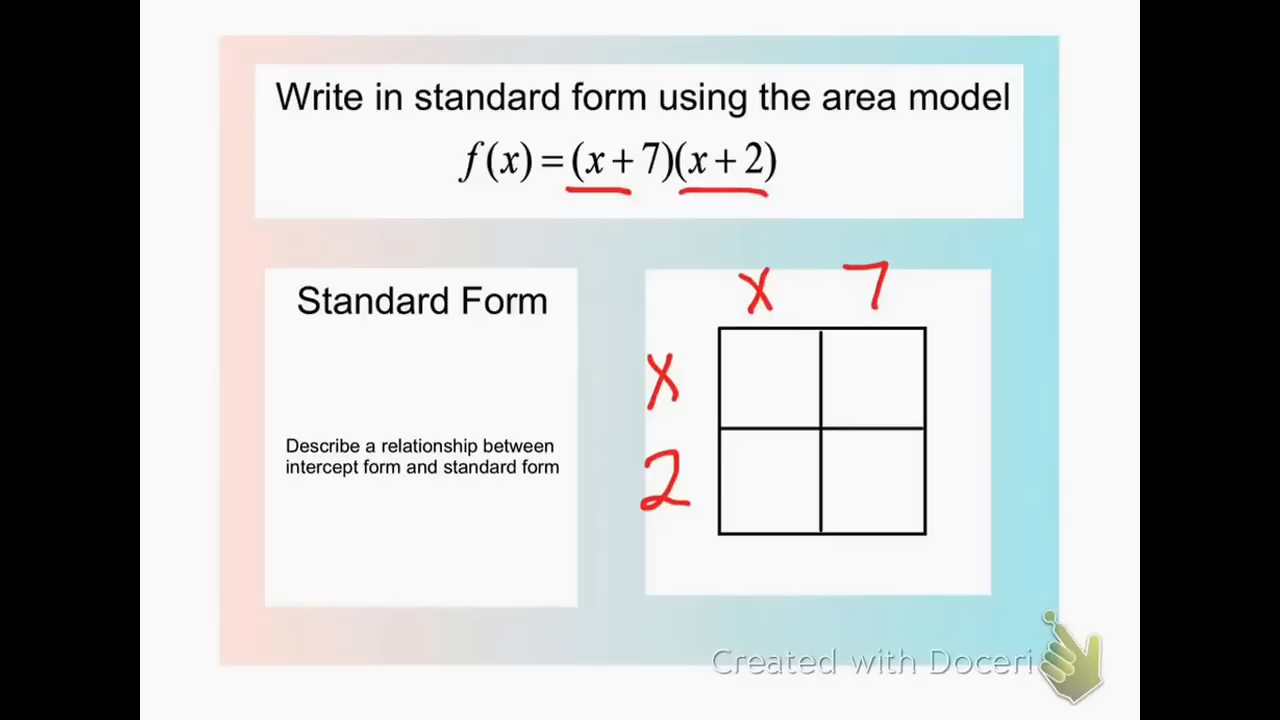 Write in standard form using the area model
f(x) = (x + 7)(x + 2)
Standard Form
Describe a relationship between
intercept form and standard form
x 7
x
2
Created with Doceri